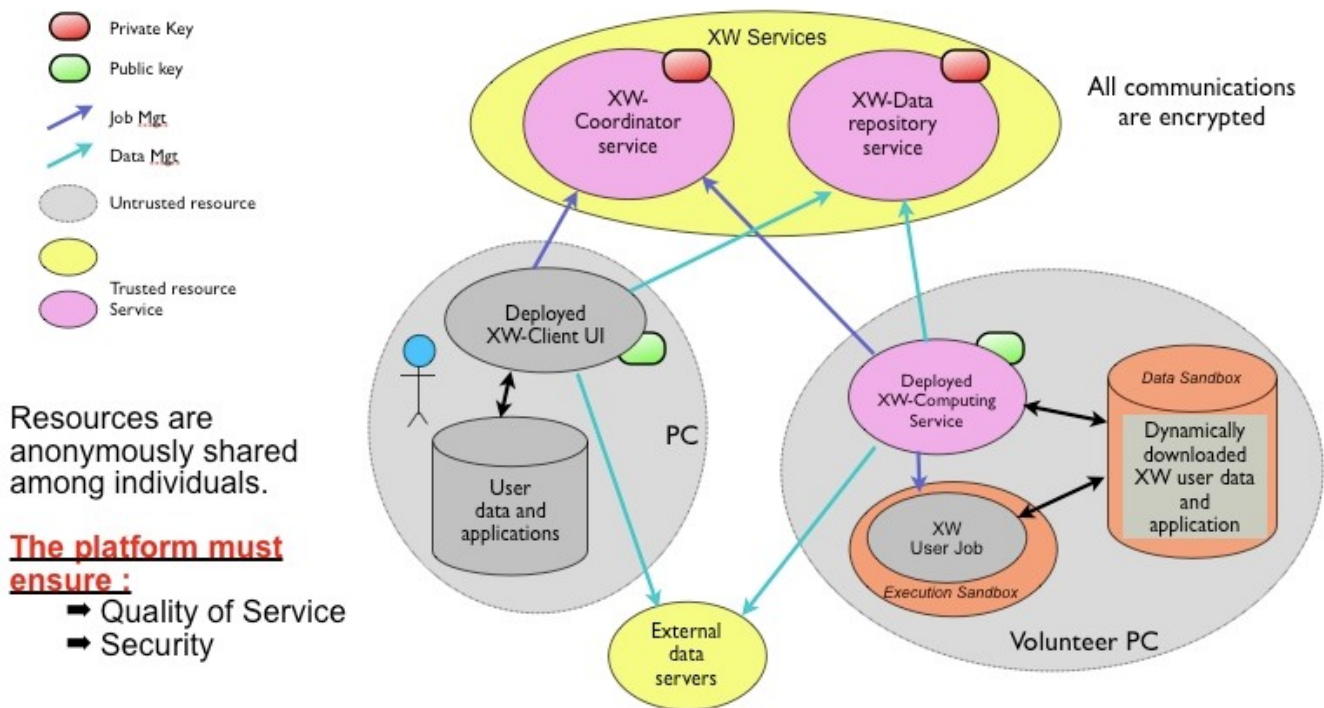 Private Key
Public key
Job Mgt
Data Mgt
Untrusted resource
Trusted resource
Service
Resources are
anonymously shared
among individuals.
The platform must
ensure :
➡ Quality of Service
➡ Security
XW Services
XW-
Coordinator
service
XW-Data
repository
service
All communications
are encrypted
Deployed
XW-Client UI
User
data and
applications
PC
External
data
servers
Deployed
XW-Computing
Service
XW
User Job
Execution Sandbox
Data Sandbox
Dynamically
downloaded
XW user data
and
application
Volunteer PC